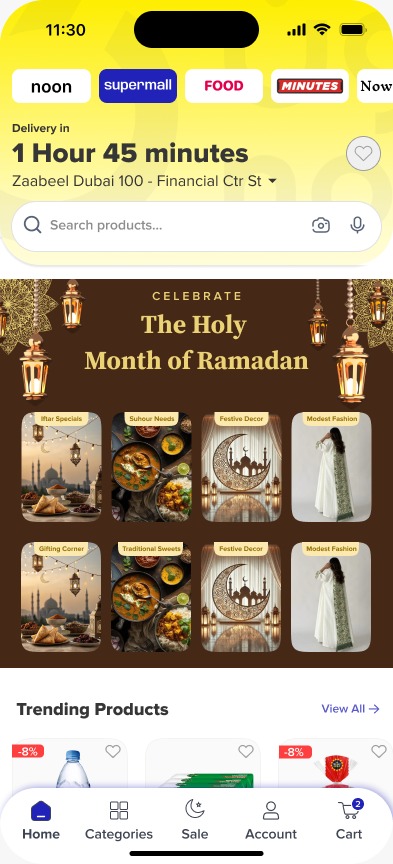 11:30
noon
supermall
FOOD
MINUTES
Now
Delivery in
1 Hour 45 minutes
Zaabeel Dubai 100 - Financial Ctr St
Search products...
CELEBRATE
The Holy
Month of Ramadan
Iftar Specials
Suhour Needs
Festive Decor
Modest Fashion
Gifting Corner
Traditional Sweets
Festive Decor
Modest Fashion
Trending Products
View All →
-8%
-8%
2
Home
Categories
Sale
Account
Cart